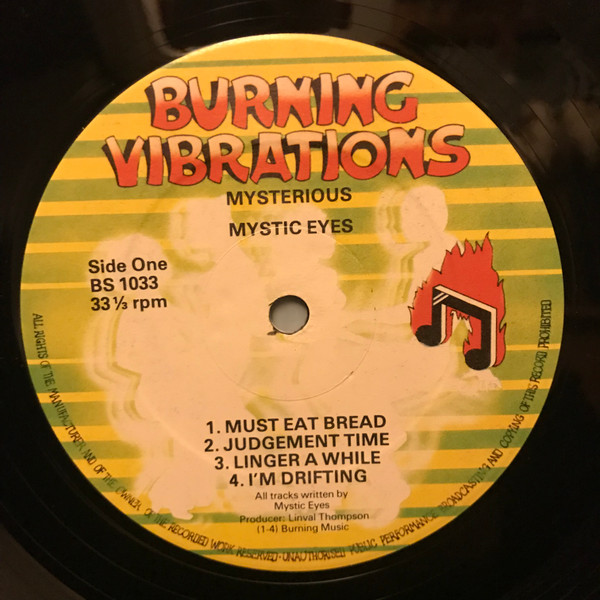 BURNING
VIBRATIONS
MYSTERIOUS
MYSTIC EYES
Side One
BS 1033
33⅓ rpm
1. MUST EAT BREAD
2. JUDGEMENT TIME
3. LINGER A WHILE
4. I'M DRIFTING
All tracks written by
Mystic Eyes
Producer: Linval Thompson
(1-4) Burning Music
ALL RIGHTS OF THE MANUFACTURER AND OF THE OWNER OF THE RECORDED WORK RESERVED-UNAUTHORISED PUBLIC PERFORMANCE BROADCASTING AND COPYING OF THIS RECORD PROHIBITED